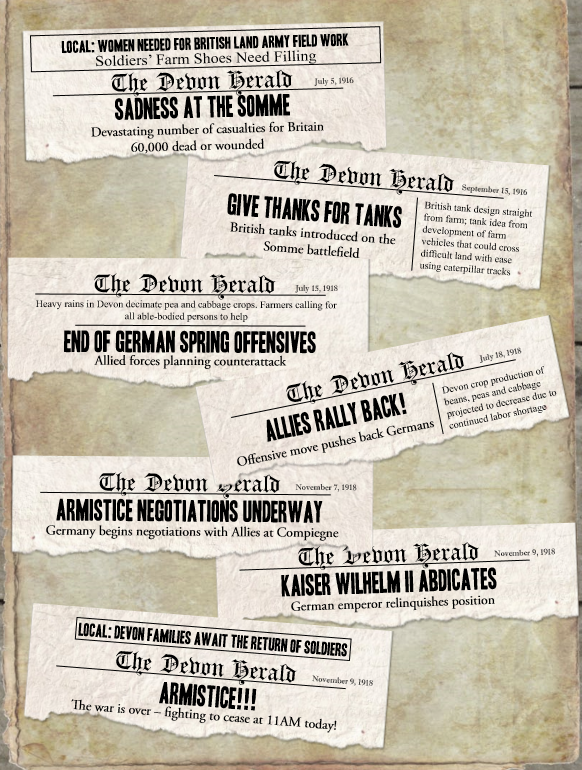 LOCAL: WOMEN NEEDED FOR BRITISH LAND ARMY FIELD WORK
Soldiers' Farm Shoes Need Filling
The Devon Herald July 5, 1916
SADNESS AT THE SOMME
Devastating number of casualties for Britain
60,000 dead or wounded
The Devon Herald September 15, 1916
GIVE THANKS FOR TANKS
British tanks introduced on the
Somme battlefield
British tank design straight
from farm; tank idea from
development of farm
vehicles that could cross
difficult land with ease
using caterpillar tracks
The Devon Herald July 15, 1918
Heavy rains in Devon decimate pea and cabbage crops. Farmers calling for
all able-bodied persons to help
END OF GERMAN SPRING OFFENSIVES
Allied forces planning counterattack
The Devon Herald July 18, 1918
ALLIES RALLY BACK!
Offensive move pushes back Germans
Devon crop production of
beans, peas and cabbage
projected to decrease due to
continued labor shortage
The Devon Herald November 7, 1918
ARMISTICE NEGOTIATIONS UNDERWAY
Germany begins negotiations with Allies at Compiegne
The Devon Herald November 9, 1918
KAISER WILHELM II ABDICATES
German emperor relinquishes position
LOCAL: DEVON FAMILIES AWAIT THE RETURN OF SOLDIERS
The Devon Herald November 9, 1918
ARMISTICE!!!
The war is over – fighting to cease at 11AM today!